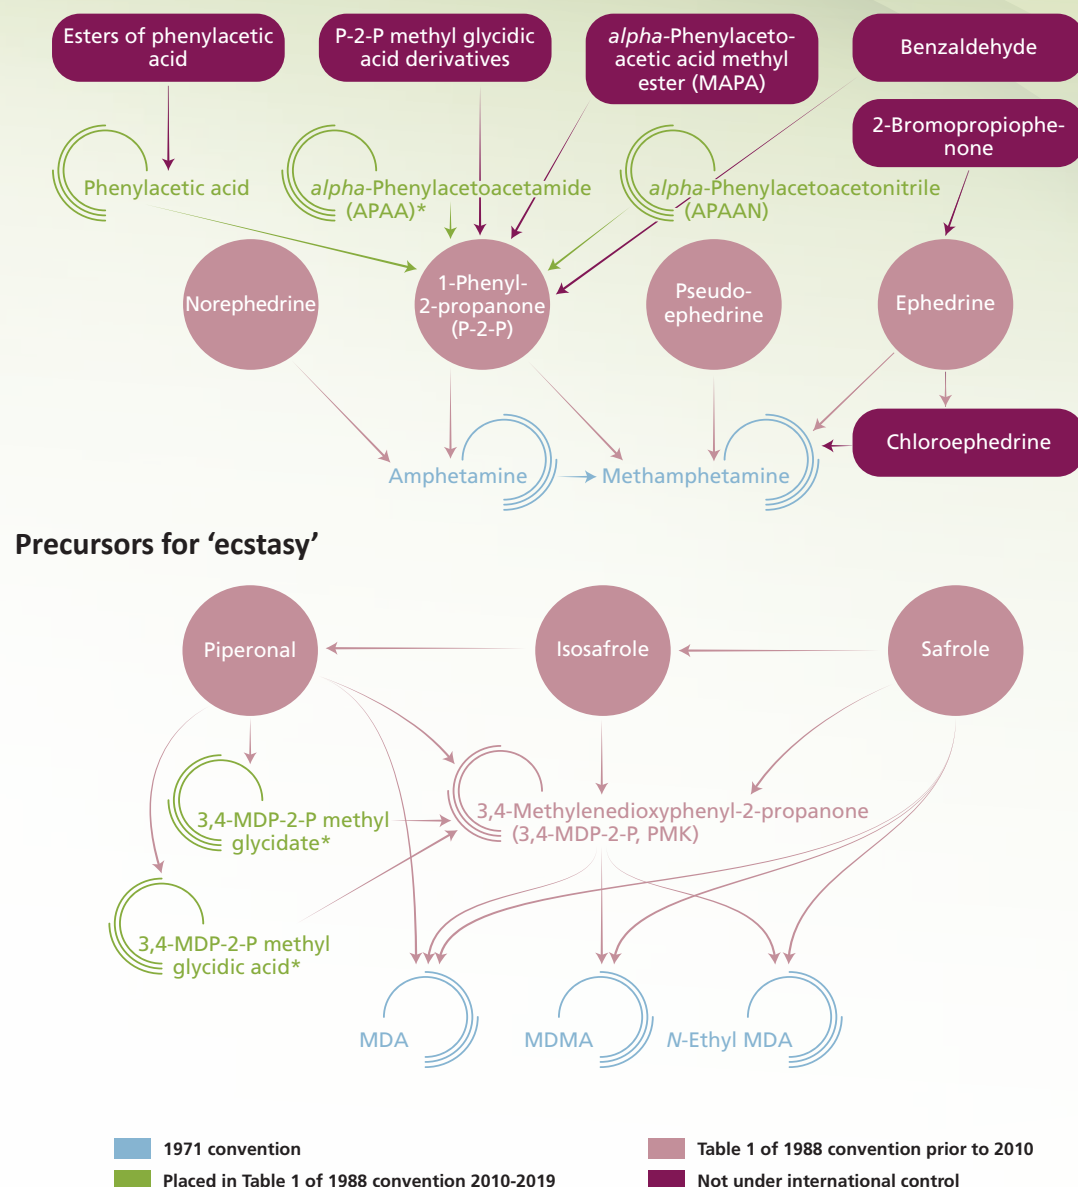 Esters of phenylacetic
acid
P-2-P methyl glycidic
acid derivatives
alpha-Phenylaceto-
acetic acid methyl
ester (MAPA)
Benzaldehyde
2-Bromopropiophe-
none
Phenylacetic acid
alpha-Phenylacetoacetamide
(APAA)*
alpha-Phenylacetoacetonitrile
(APAAN)
Norephedrine
1-Phenyl-
2-propanone
(P-2-P)
Pseudo-
ephedrine
Ephedrine
Chloroephedrine
Amphetamine
Methamphetamine
Precursors for ‘ecstasy’
Piperonal
Isosafrole
Safrole
3,4-MDP-2-P methyl
glycidate*
3,4-Methylenedioxyphenyl-2-propanone
(3,4-MDP-2-P, PMK)
3,4-MDP-2-P methyl
glycidic acid*
MDA
MDMA
N-Ethyl MDA
1971 convention
Table 1 of 1988 convention prior to 2010
Placed in Table 1 of 1988 convention 2010-2019
Not under international control